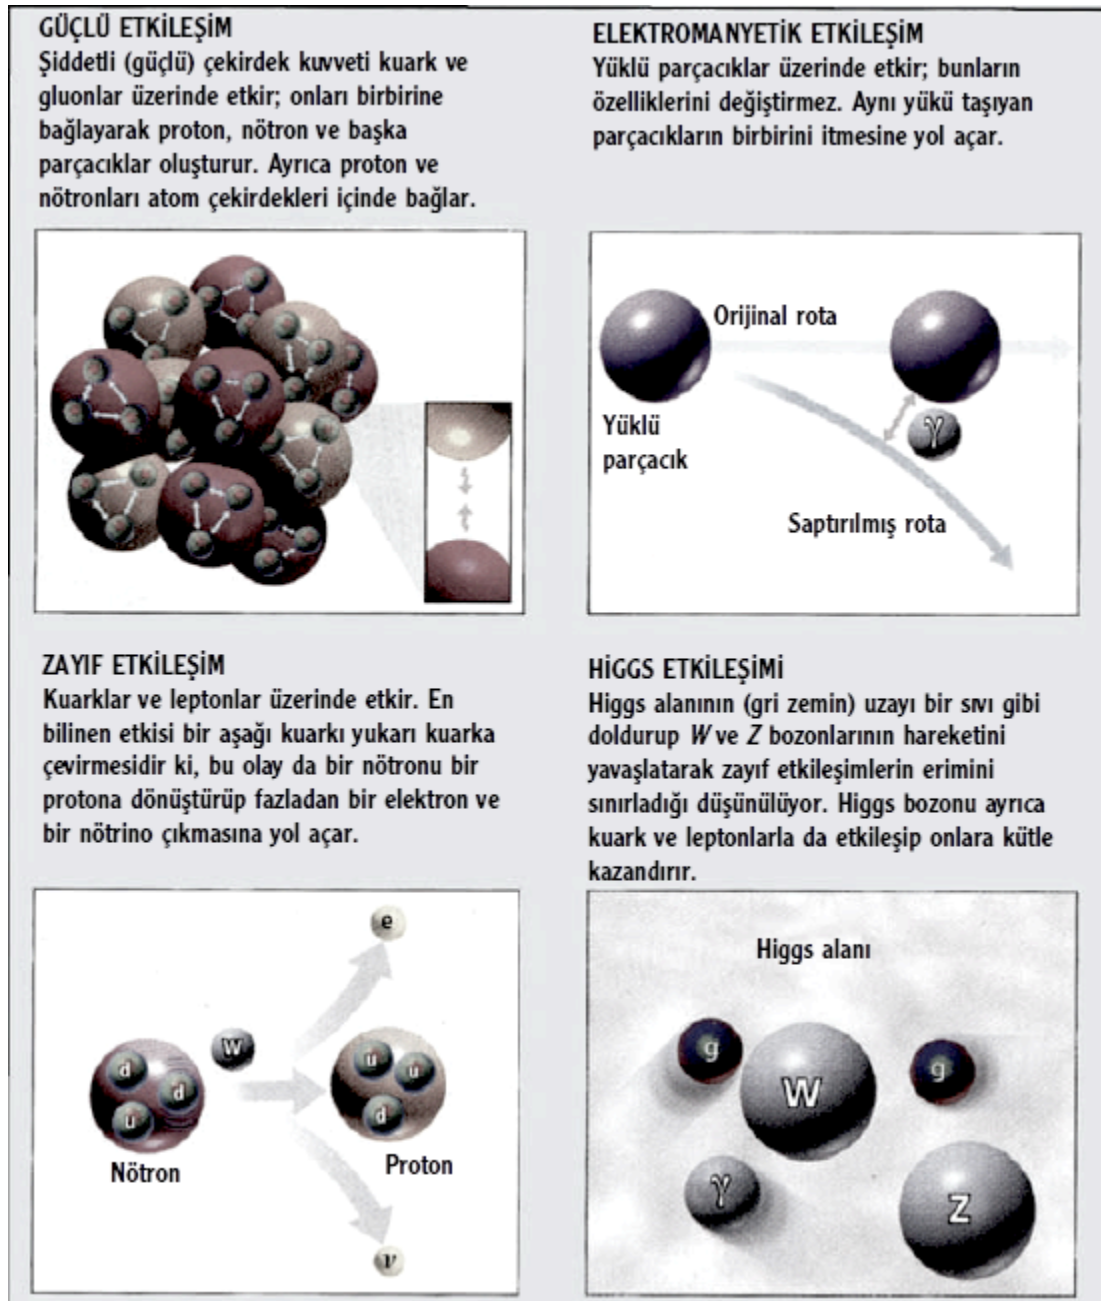 GÜÇLÜ ETKİLEŞİM
Şiddetli (güçlü) çekirdek kuvveti kuark ve
gluonlar üzerinde etkir; onları birbirine
bağlayarak proton, nötron ve başka
parçacıklar oluşturur. Ayrıca proton ve
nötronları atom çekirdekleri içinde bağlar.
ELEKTROMANYETİK ETKİLEŞİM
Yüklü parçacıklar üzerinde etkir; bunların
özelliklerini değiştirmez. Aynı yükü taşıyan
parçacıkların birbirini itmesine yol açar.
Orijinal rota
Yüklü
parçacık
γ
Saptırılmış rota
ZAYIF ETKİLEŞİM
Kuarklar ve leptonlar üzerinde etkir. En
bilinen etkisi bir aşağı kuarkı yukarı kuarka
çevirmesidir ki, bu olay da bir nötronu bir
protona dönüştürüp fazladan bir elektron ve
bir nötrino çıkmasına yol açar.
e
W
d
d
u
u
u
d
Nötron
Proton
ν
HİGGS ETKİLEŞİMİ
Higgs alanının (gri zemin) uzayı bir sıvı gibi
doldurup W ve Z bozonlarının hareketini
yavaşlatarak zayıf etkileşimlerin erimini
sınırladığı düşünülüyor. Higgs bozonu ayrıca
kuark ve leptonlarla da etkileşip onlara kütle
kazandırır.
Higgs alanı
g
W
g
γ
Z